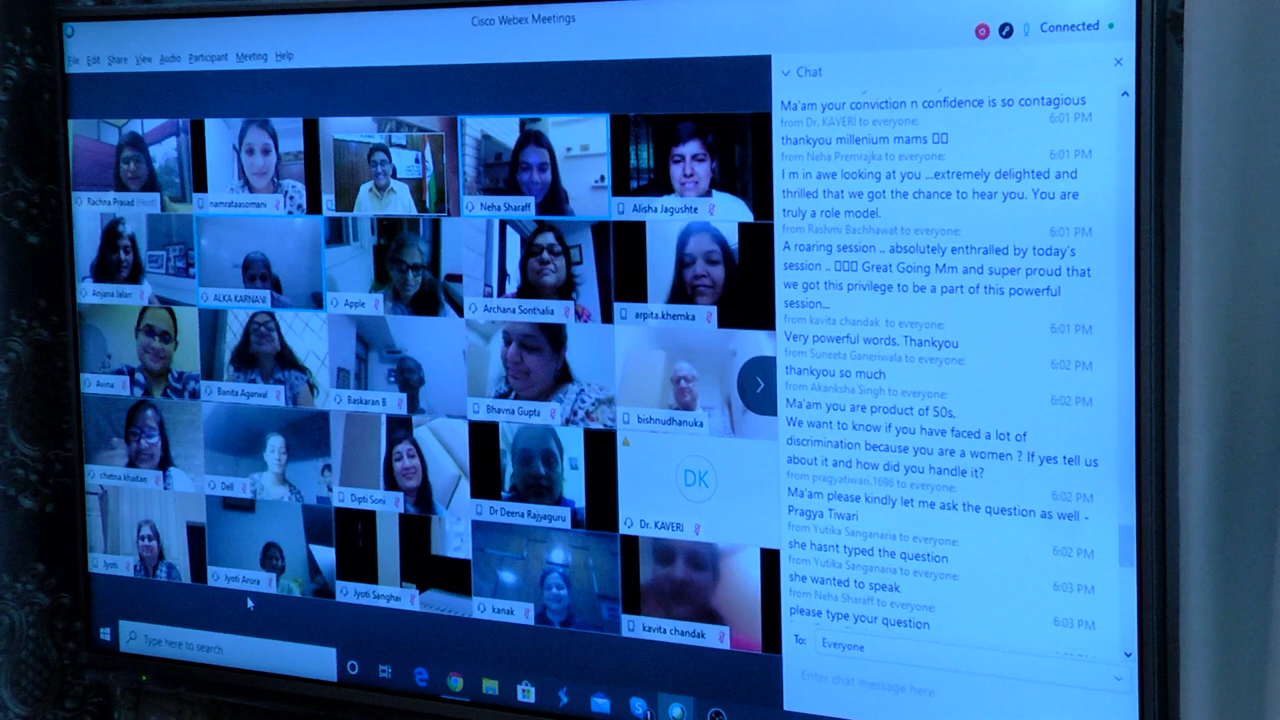 Cisco Webex Meetings
Connected
File Edit Share View Audio Participant Meeting Help
Rachna Prasad (Host)
namrataasomani
Neha Sharaff
Alisha Jagushte
Anjana Jalan
ALKA KARNANI
Apple
Archana Sonthalia
arpita.khemka
Avina
Banita Agarwal
Baskaran B
Bhavna Gupta
bishnudhanuka
chetna khaitan
Dell
Dipti Soni
Dr Deena Rajyaguru
DK
Dr. KAVERI
Jyoti
Jyoti Arora
Jyoti Sanghai
kanak
kavita chandak
Type here to search
Chat
Ma'am your conviction n confidence is so contagious
from Dr. KAVERI to everyone: 6:01 PM
thankyou millenium mams
from Neha Premrajka to everyone: 6:01 PM
I m in awe looking at you ...extremely delighted and
thrilled that we got the chance to hear you. You are
truly a role model.
from Rashmi Bachhawat to everyone: 6:01 PM
A roaring session .. absolutely enthralled by today's
session .. Great Going Mm and super proud that
we got this privilege to be a part of this powerful
session...
from kavita chandak to everyone: 6:01 PM
Very powerful words. Thankyou
from Suneeta Ganeriwala to everyone: 6:02 PM
thankyou so much
from Akanksha Singh to everyone: 6:02 PM
Ma'am you are product of 50s.
We want to know if you have faced a lot of
discrimination because you are a women ? If yes tell us
about it and how did you handle it?
from pragyatiwari.1696 to everyone: 6:02 PM
Ma'am please kindly let me ask the question as well -
Pragya Tiwari
from Yutika Sanganaria to everyone: 6:02 PM
she hasnt typed the question
from Yutika Sanganaria to everyone: 6:03 PM
she wanted to speak
from Neha Sharaff to everyone: 6:03 PM
please type your question
To: Everyone
Enter chat message here